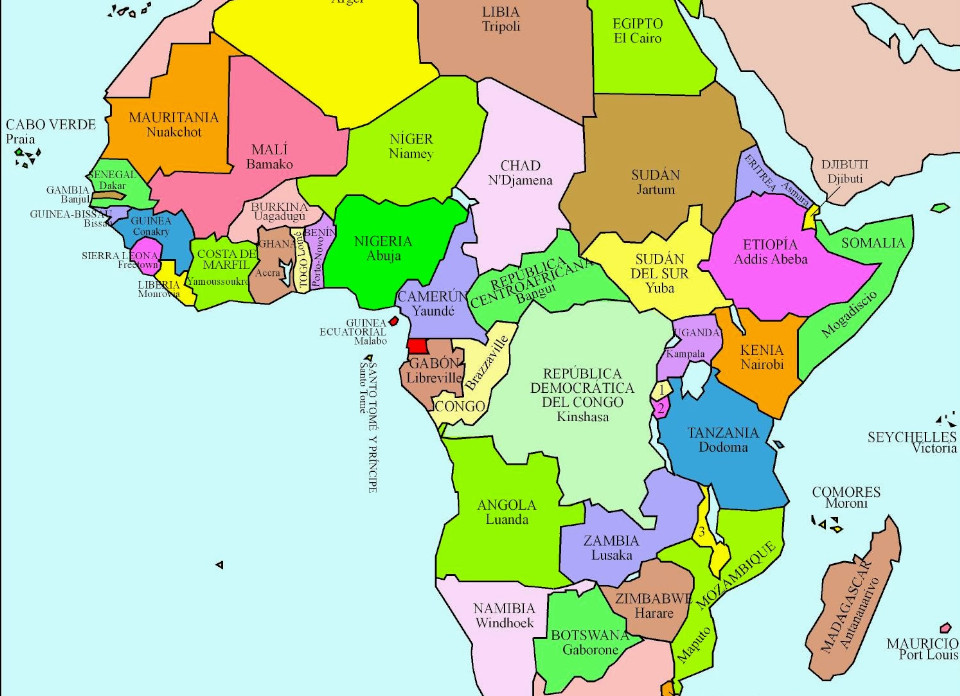 Argel
LIBIA
Tripoli
EGIPTO
El Cairo
MAURITANIA
Nuakchot
CABO VERDE
Praia
MALÍ
Bamako
NÍGER
Niamey
CHAD
N'Djamena
SUDÁN
Jartum
ERITREA
Asmara
DJIBUTI
Djibuti
SENEGAL
Dakar
GAMBIA
Banjul
GUINEA-BISSAU
Bissau
GUINEA
Conakry
SIERRA LEONA
Freetown
LIBERIA
Monrovia
COSTA DE
MARFIL
Yamoussoukro
BURKINA
Uagadugú
GHANA
Accra
TOGO Lomé
BENÍN
Porto-Novo
NIGERIA
Abuja
CAMERÚN
Yaundé
REPÚBLICA
CENTROAFRICANA
Bangui
SUDÁN
DEL SUR
Yuba
ETIOPÍA
Addis Abeba
SOMALIA
Mogadiscio
GUINEA
ECUATORIAL
Malabo
SANTO TOMÉ Y PRÍNCIPE
Santo Tomé
GABÓN
Libreville
CONGO
Brazzaville
REPÚBLICA
DEMOCRÁTICA
DEL CONGO
Kinshasa
UGANDA
Kampala
KENIA
Nairobi
1
2
TANZANIA
Dodoma
SEYCHELLES
Victoria
COMORES
Moroni
ANGOLA
Luanda
ZAMBIA
Lusaka
3
MOZAMBIQUE
Maputo
MADAGASCAR
Antananarivo
MAURICIO
Port Louis
NAMIBIA
Windhoek
BOTSWANA
Gaborone
ZIMBABWE
Harare